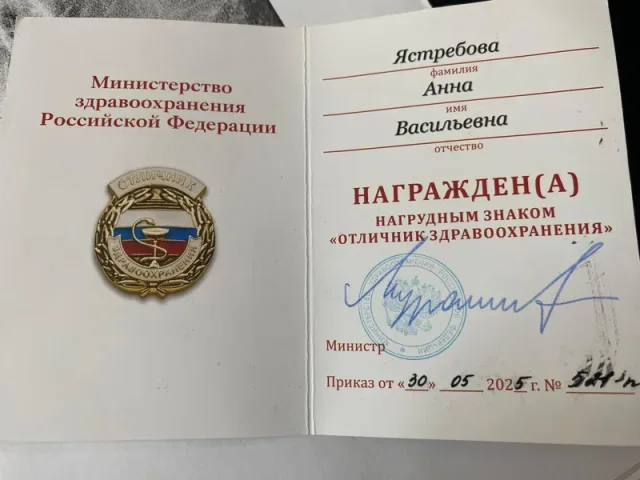 Министерство
здравоохранения
Российской Федерации
ОТЛИЧНИК
ЗДРАВООХРАНЕНИЯ
Ястребова
фамилия
Анна
имя
Васильевна
отчество
НАГРАЖДЕН(А)
НАГРУДНЫМ ЗНАКОМ
«ОТЛИЧНИК ЗДРАВООХРАНЕНИЯ»
Министр
Приказ от «30» 05 2025 г. №